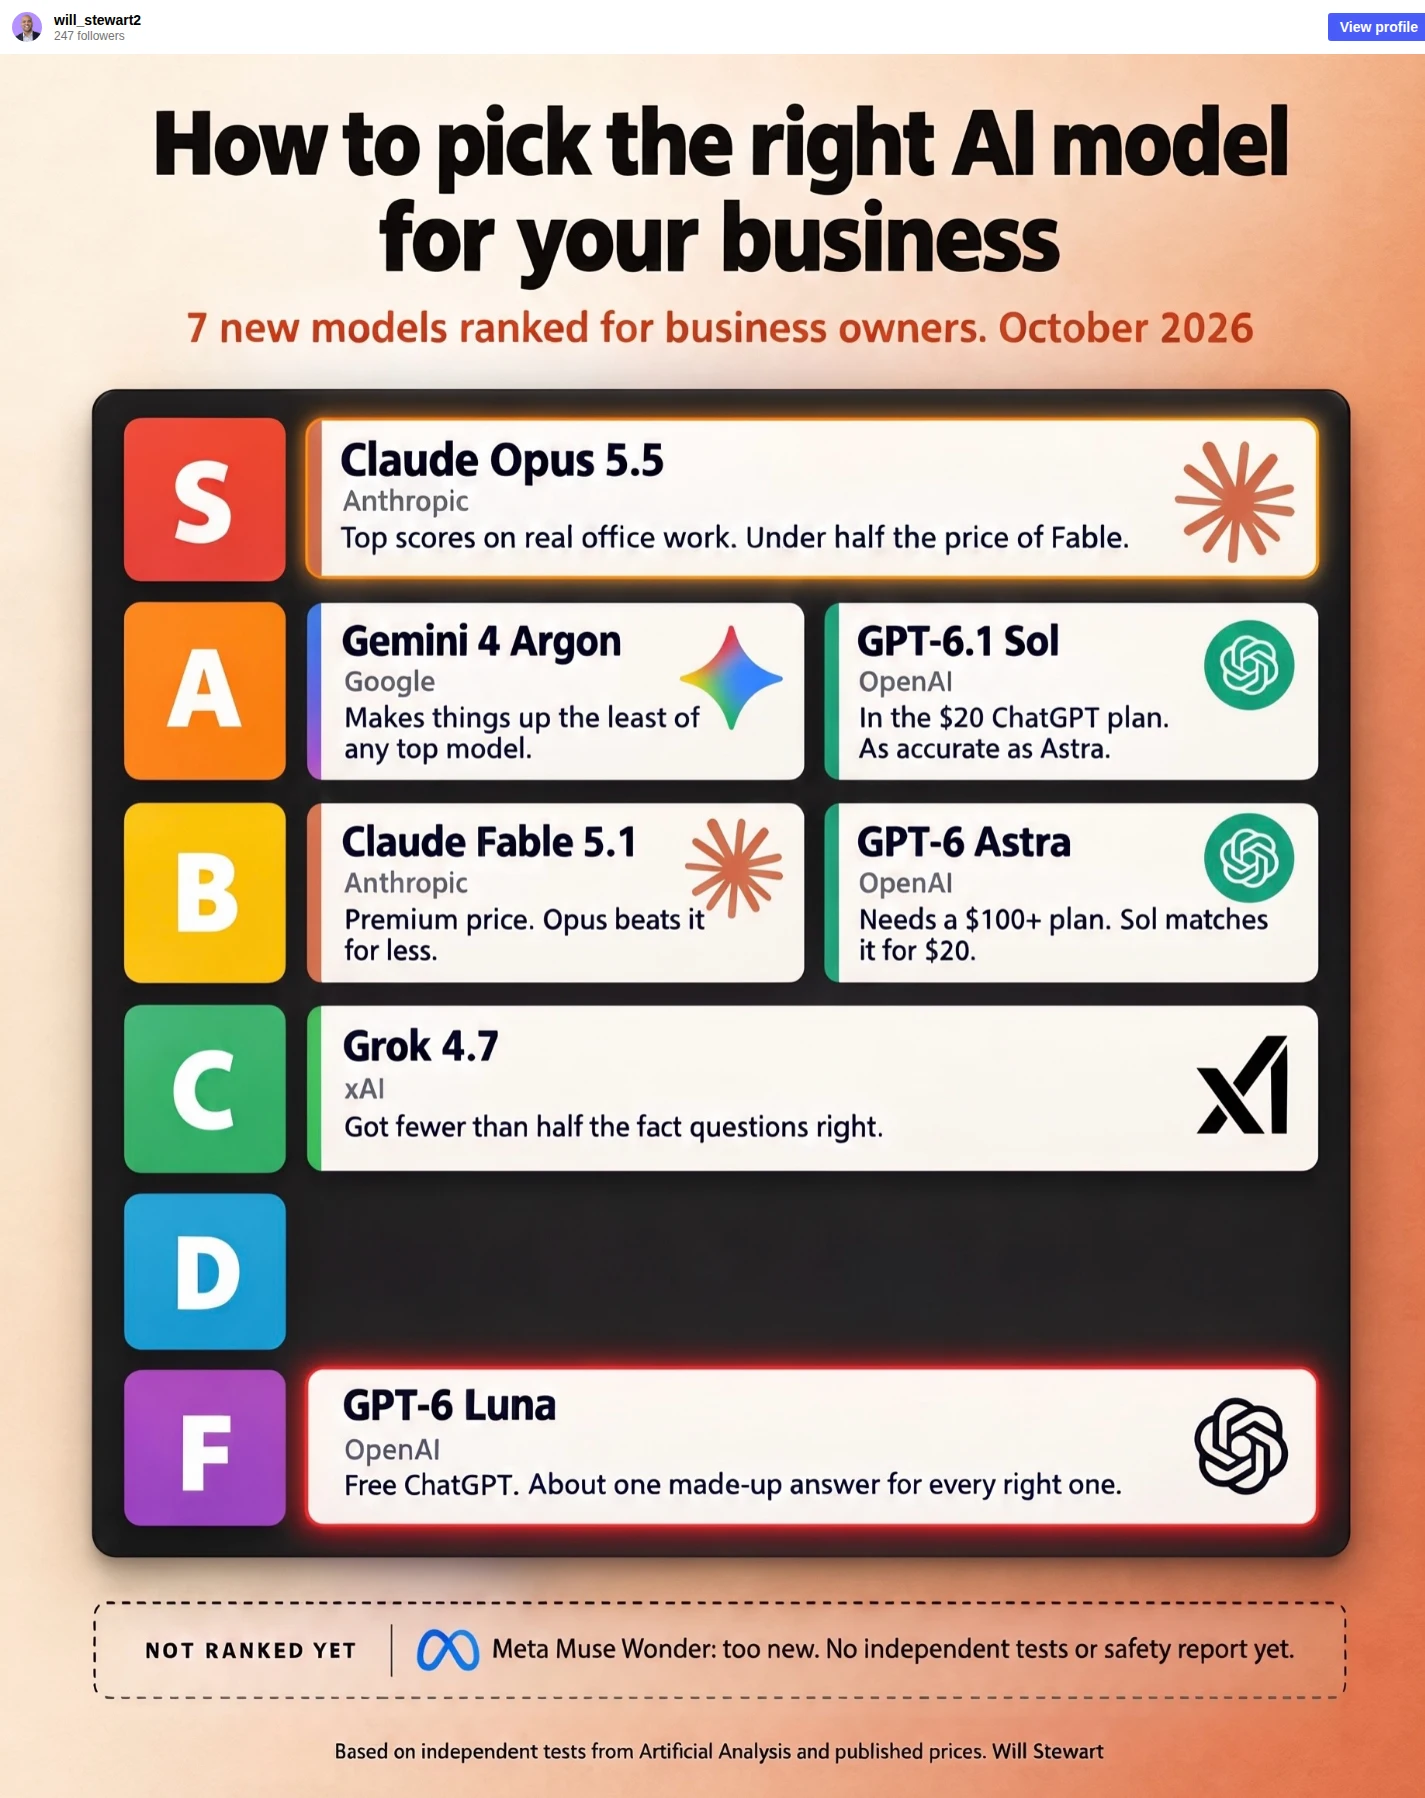 will_stewart2
247 followers
View profile
How to pick the right AI model
for your business
7 new models ranked for business owners. October 2026
S
Claude Opus 5.5
Anthropic
Top scores on real office work. Under half the price of Fable.
A
Gemini 4 Argon
Google
Makes things up the least of
any top model.
GPT-6.1 Sol
OpenAI
In the $20 ChatGPT plan.
As accurate as Astra.
B
Claude Fable 5.1
Anthropic
Premium price. Opus beats it
for less.
GPT-6 Astra
OpenAI
Needs a $100+ plan. Sol matches
it for $20.
C
Grok 4.7
xAI
Got fewer than half the fact questions right.
D
F
GPT-6 Luna
OpenAI
Free ChatGPT. About one made-up answer for every right one.
NOT RANKED YET
Meta Muse Wonder: too new. No independent tests or safety report yet.
Based on independent tests from Artificial Analysis and published prices. Will Stewart